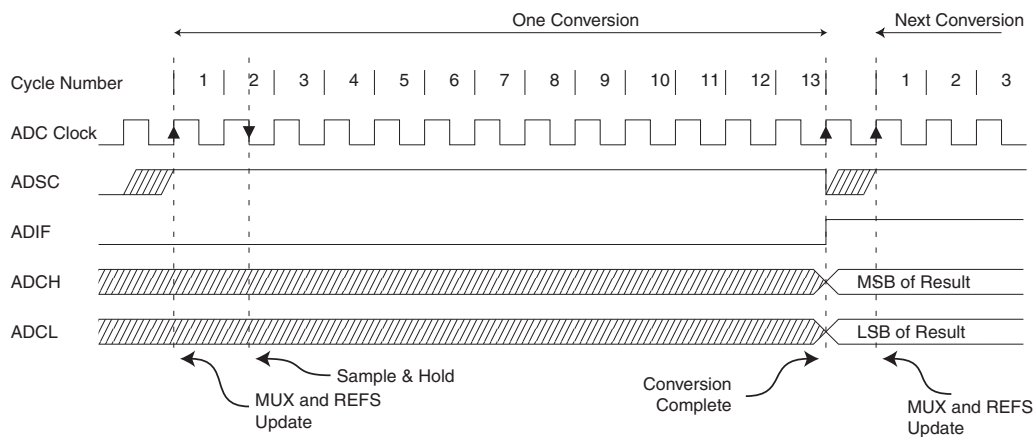 One Conversion Next Conversion
Cycle Number 1 2 3 4 5 6 7 8 9 10 11 12 13 1 2 3
ADC Clock
ADSC
ADIF
ADCH MSB of Result
ADCL LSB of Result
Sample & Hold
MUX and REFS
Update
Conversion
Complete
MUX and REFS
Update